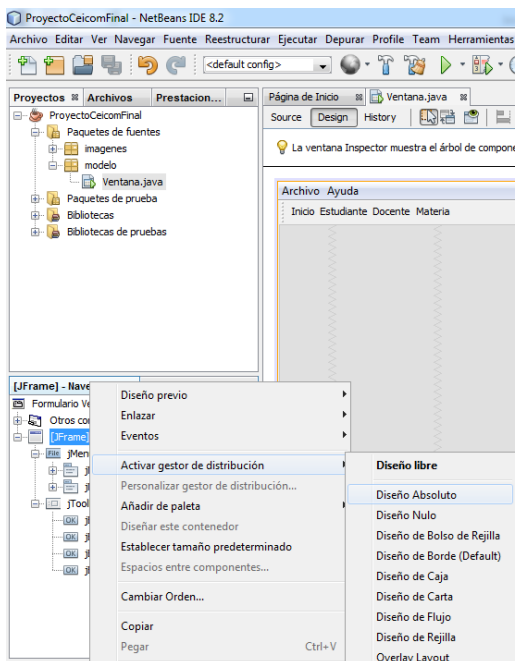 ProyectoCeicomFinal - NetBeans IDE 8.2
Archivo Editar Ver Navegar Fuente Reestructurar Ejecutar Depurar Profile Team Herramientas
<default config>
Proyectos Archivos Prestacion...
Página de Inicio Ventana.java
ProyectoCeicomFinal
Source Design History
Paquetes de fuentes
imagenes
La ventana Inspector muestra el árbol de compone
modelo
Ventana.java
Archivo Ayuda
Paquetes de prueba
Inicio Estudiante Docente Materia
Bibliotecas
Bibliotecas de pruebas
[JFrame] - Nave
Formulario Ve
Otros co
[JFrame]
File jMen
j
j
jTool
OK j
OK j
OK j
OK j
Diseño previo
Enlazar
Eventos
Activar gestor de distribución
Personalizar gestor de distribución...
Añadir de paleta
Diseñar este contenedor
Establecer tamaño predeterminado
Espacios entre componentes...
Cambiar Orden...
Copiar
Pegar Ctrl+V
Diseño libre
Diseño Absoluto
Diseño Nulo
Diseño de Bolso de Rejilla
Diseño de Borde (Default)
Diseño de Caja
Diseño de Carta
Diseño de Flujo
Diseño de Rejilla
Overlay Layout